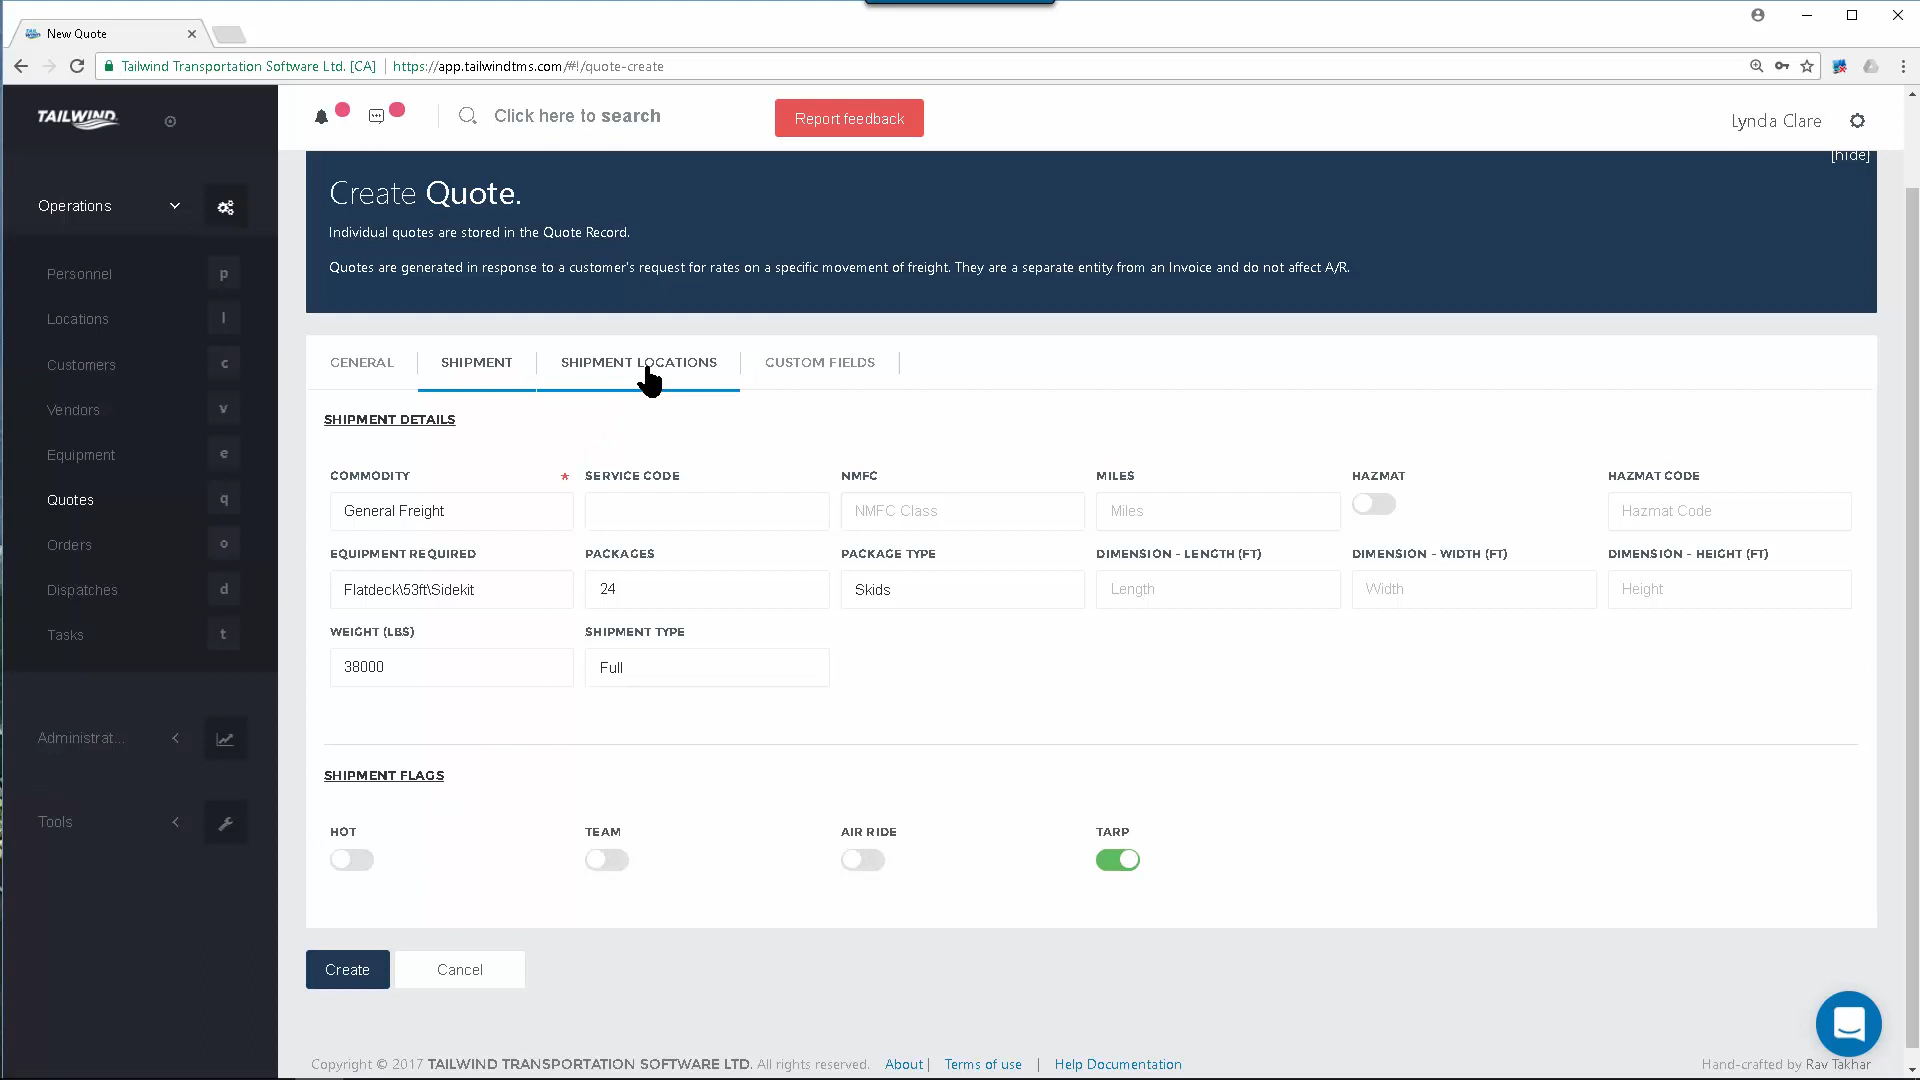 New Quote
Tailwind Transportation Software Ltd. [CA] https://app.tailwindtms.com/#!/quote-create
TAILWIND
Click here to search
Report feedback
Lynda Clare
[hide]
Operations
Personnel p
Locations l
Customers c
Vendors v
Equipment e
Quotes q
Orders o
Dispatches d
Tasks t
Administrat...
Tools
Create Quote.
Individual quotes are stored in the Quote Record.
Quotes are generated in response to a customer's request for rates on a specific movement of freight. They are a separate entity from an Invoice and do not affect A/R.
GENERAL SHIPMENT SHIPMENT LOCATIONS CUSTOM FIELDS
SHIPMENT DETAILS
COMMODITY * SERVICE CODE NMFC MILES HAZMAT HAZMAT CODE
General Freight NMFC Class Miles Hazmat Code
EQUIPMENT REQUIRED PACKAGES PACKAGE TYPE DIMENSION - LENGTH (FT) DIMENSION - WIDTH (FT) DIMENSION - HEIGHT (FT)
Flatdeck\53ft\Sidekit 24 Skids Length Width Height
WEIGHT (LBS) SHIPMENT TYPE
38000 Full
SHIPMENT FLAGS
HOT TEAM AIR RIDE TARP
Create Cancel
Copyright © 2017 TAILWIND TRANSPORTATION SOFTWARE LTD. All rights reserved. About | Terms of use | Help Documentation
Hand-crafted by Rav Takhar